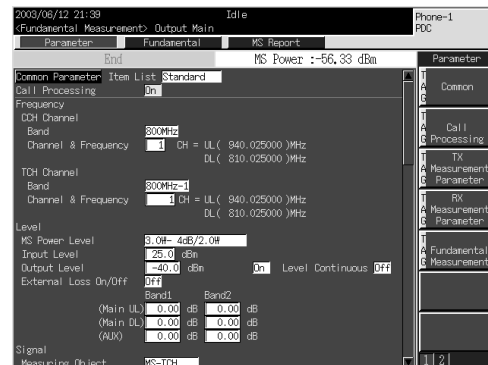 2003/06/12 21:39 Idle Phone-1
<Fundamental Measurement> Output Main PDC
Parameter Fundamental MS Report
End MS Power :-56.33 dBm Parameter
Common Parameter Item List Standard
Call Processing On
Frequency
CCH Channel
Band 800MHz
Channel & Frequency 1 CH = UL( 940.025000 )MHz
DL( 810.025000 )MHz
TCH Channel
Band 800MHz-1
Channel & Frequency 1 CH = UL( 940.025000 )MHz
DL( 810.025000 )MHz
Level
MS Power Level 3.0W- 4dB/2.0W
Input Level 25.0 dBm
Output Level -40.0 dBm On Level Continuous Off
External Loss On/Off Off
Band1 Band2
(Main UL) 0.00 dB 0.00 dB
(Main DL) 0.00 dB 0.00 dB
(AUX) 0.00 dB 0.00 dB
Signal
Measuring Object MS-TCH
TAG Common
TAG Call Processing
TAG TX Measurement Parameter
TAG RX Measurement Parameter
TAG Fundamental Measurement
1 2